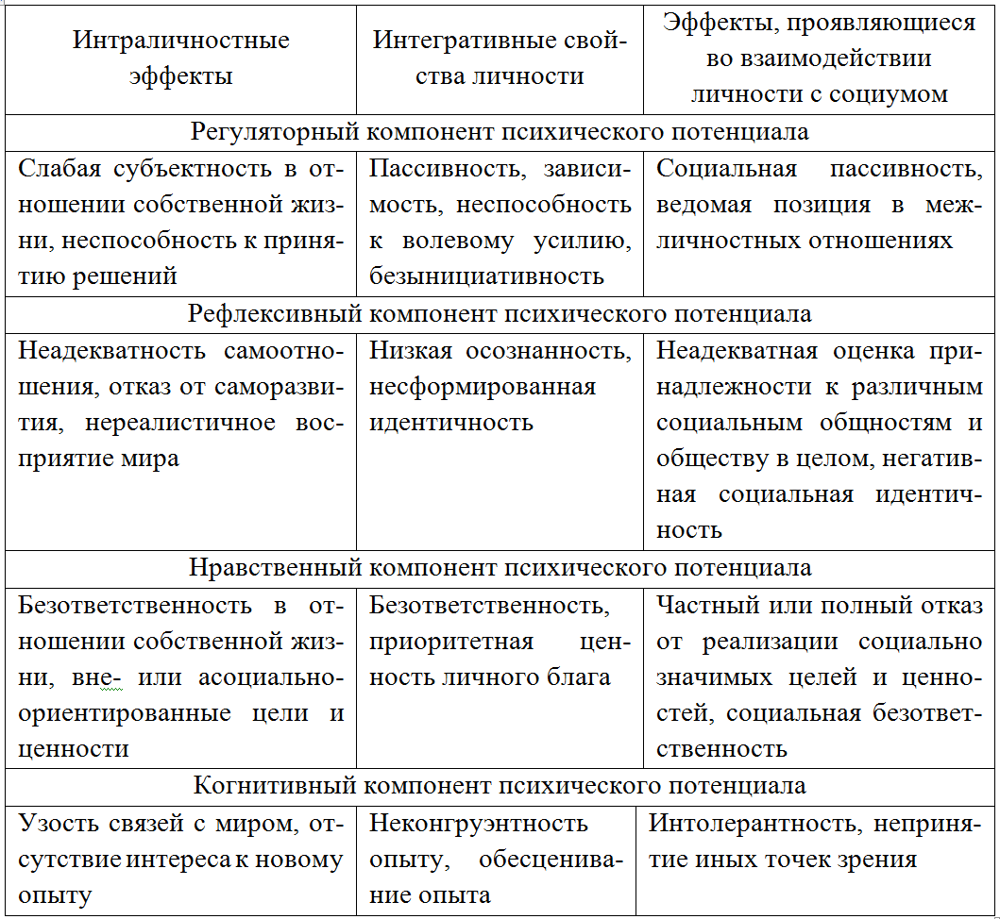 Интраличностные
эффекты
Интегративные свой-
ства личности
Эффекты, проявляющиеся
во взаимодействии
личности с социумом
Регуляторный компонент психического потенциала
Слабая субъектность в от-
ношении собственной жиз-
ни, неспособность к приня-
тию решений
Пассивность, зависи-
мость, неспособность
к волевому усилию,
безынициативность
Социальная пассивность,
ведомая позиция в меж-
личностных отношениях
Рефлексивный компонент психического потенциала
Неадекватность самоотно-
шения, отказ от саморазви-
тия, нереалистичное вос-
приятие мира
Низкая осознанность,
несформированная
идентичность
Неадекватная оценка при-
надлежности к различным
социальным общностям и
обществу в целом, негатив-
ная социальная идентич-
ность
Нравственный компонент психического потенциала
Безответственность в от-
ношении собственной жиз-
ни, вне- или асоциально-
ориентированные цели и
ценности
Безответственность,
приоритетная цен-
ность личного блага
Частный или полный отказ
от реализации социально
значимых целей и ценно-
стей, социальная безответ-
ственность
Когнитивный компонент психического потенциала
Узость связей с миром, от-
сутствие интереса к новому
опыту
Неконгруэнтность
опыту, обесценива-
ние опыта
Интолерантность, неприня-
тие иных точек зрения